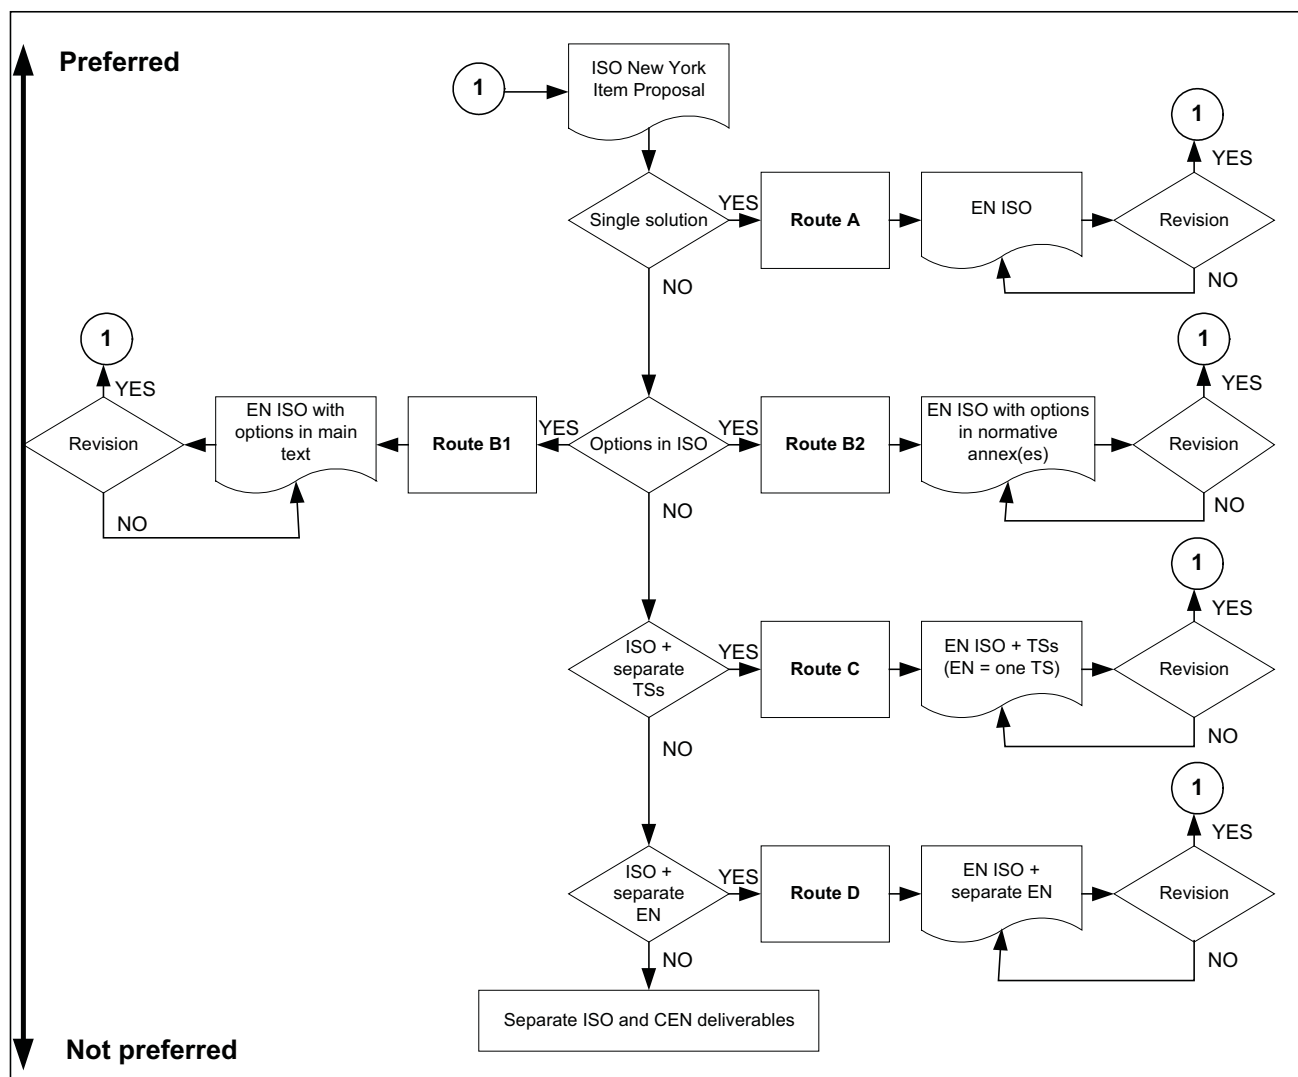 Preferred
1
ISO New York
Item Proposal
1
YES
Single solution
YES
Route A
EN ISO
Revision
NO
NO
1
YES
Revision
NO
EN ISO with
options in main
text
Route B1
YES
Options in ISO
YES
Route B2
EN ISO with options
in normative
annex(es)
Revision
1
YES
NO
NO
ISO +
separate
TSs
YES
Route C
EN ISO + TSs
(EN = one TS)
Revision
1
YES
NO
NO
ISO +
separate
EN
YES
Route D
EN ISO +
separate EN
Revision
1
YES
NO
NO
Separate ISO and CEN deliverables
Not preferred